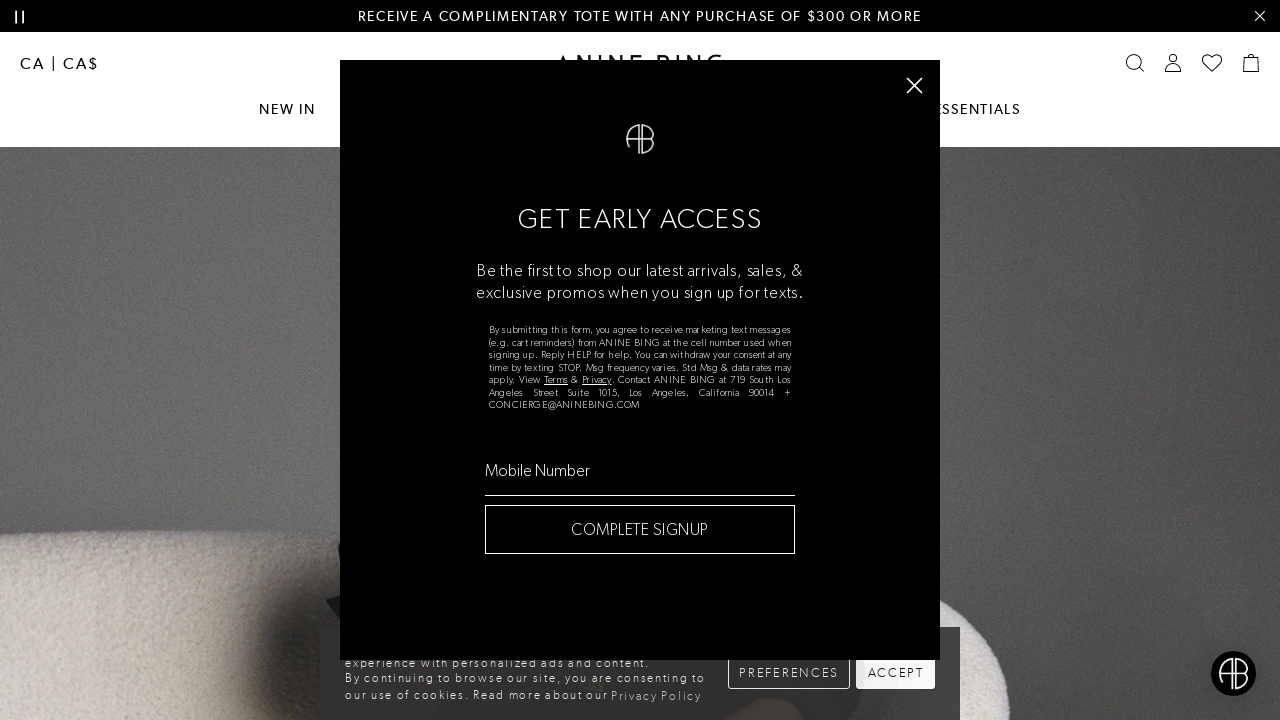 RECEIVE A COMPLIMENTARY TOTE WITH ANY PURCHASE OF $300 OR MORE
CA | CA$
ANINE BING
NEW IN
ESSENTIALS
GET EARLY ACCESS
Be the first to shop our latest arrivals, sales, &
exclusive promos when you sign up for texts.
By submitting this form, you agree to receive marketing text messages
(e.g. cart reminders) from ANINE BING at the cell number used when
signing up. Reply HELP for help. You can withdraw your consent at any
time by texting STOP. Msg frequency varies. Std Msg & data rates may
apply. View Terms & Privacy. Contact ANINE BING at 719 South Los
Angeles Street Suite 1015, Los Angeles, California 90014 +
CONCIERGE@ANINEBING.COM
Mobile Number
COMPLETE SIGNUP
experience with personalized ads and content.
By continuing to browse our site, you are consenting to
our use of cookies. Read more about our Privacy Policy
PREFERENCES
ACCEPT